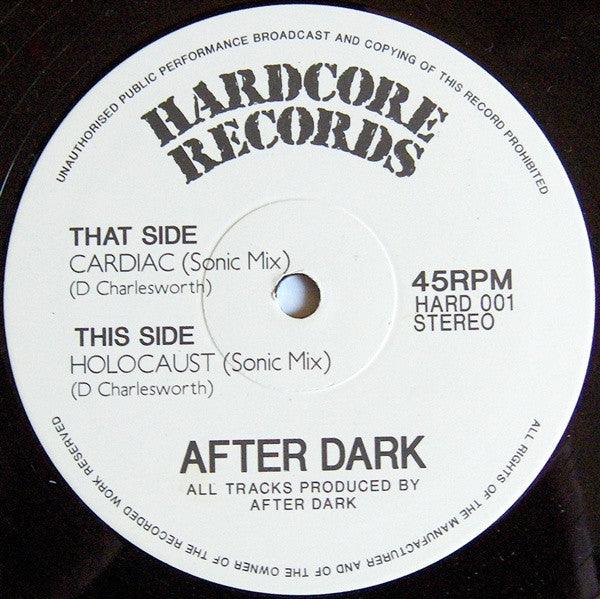 UNAUTHORISED PUBLIC PERFORMANCE BROADCAST AND COPYING OF THIS RECORD PROHIBITED
HARDCORE
RECORDS
THAT SIDE
CARDIAC (Sonic Mix)
(D Charlesworth)
45RPM
HARD 001
STEREO
THIS SIDE
HOLOCAUST (Sonic Mix)
(D Charlesworth)
AFTER DARK
ALL TRACKS PRODUCED BY
AFTER DARK
ALL RIGHTS OF THE MANUFACTURER AND OF THE OWNER OF THE RECORDED WORK RESERVED